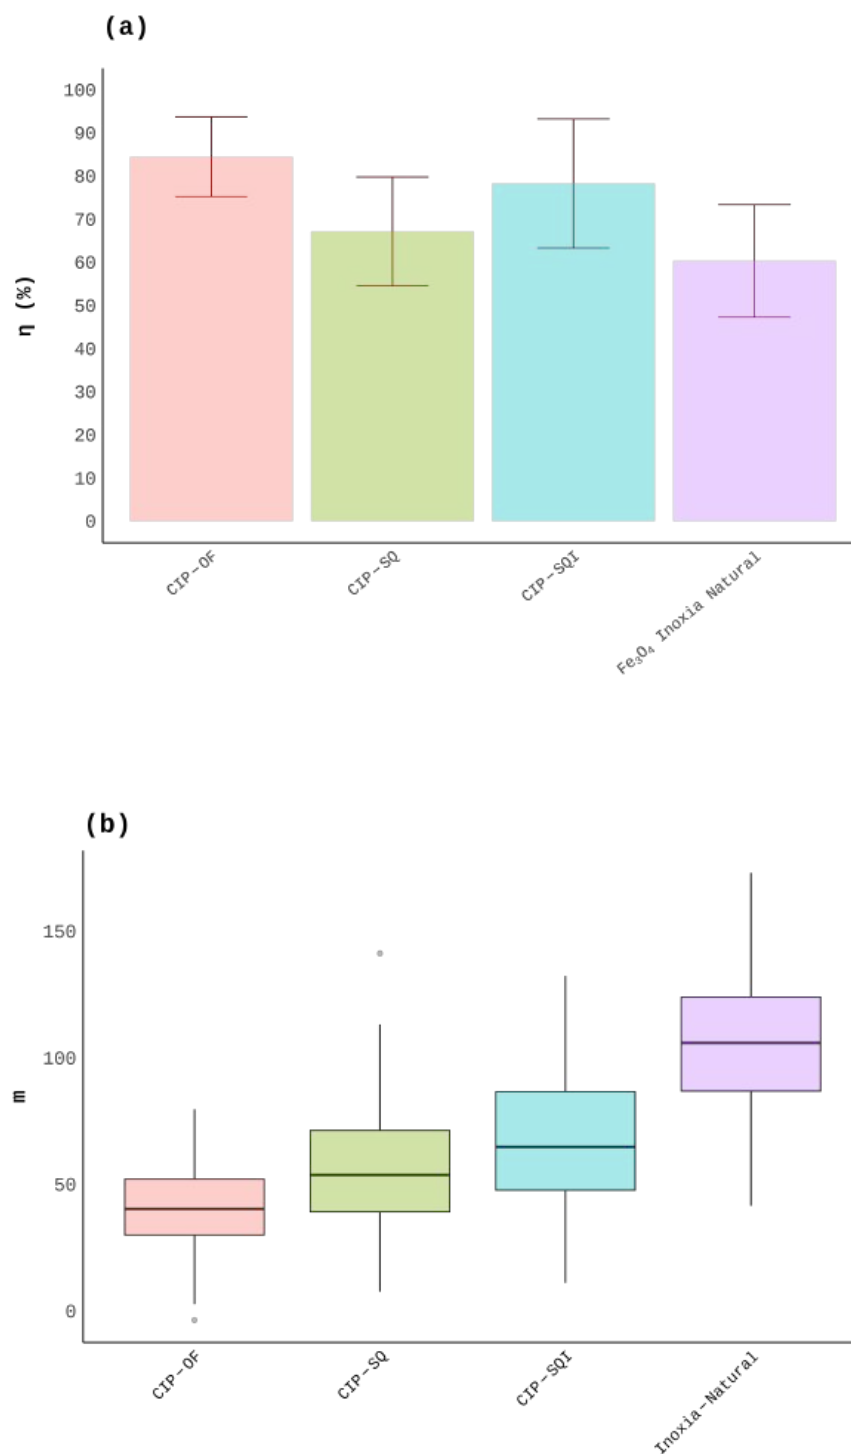 (a)
η (%)
100
90
80
70
60
50
40
30
20
10
0
CIP-OF
CIP-SQ
CIP-SQI
Fe₃O₄ Inoxia Natural
(b)
m
150
100
50
0
CIP-OF
CIP-SQ
CIP-SQI
Inoxia-Natural